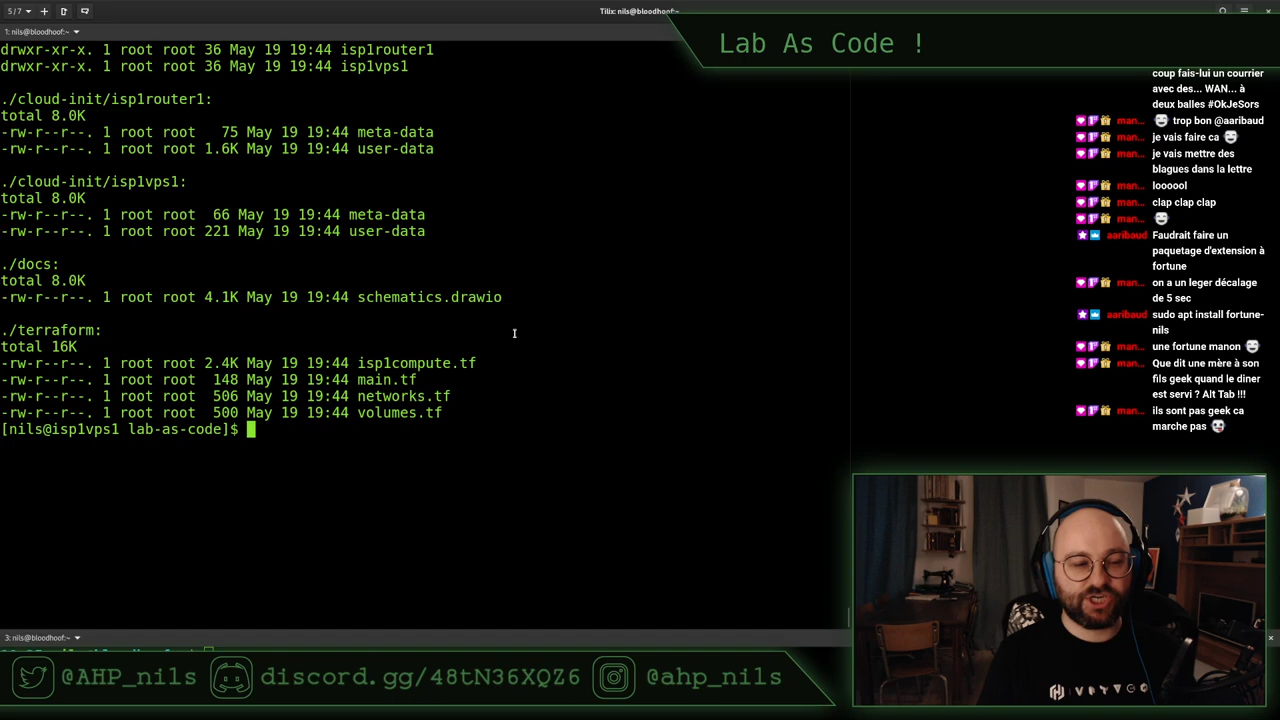 5/7
Tilix: nils@bloodhoof:~
1: nils@bloodhoof:~
Lab As Code !
drwxr-xr-x. 1 root root 36 May 19 19:44 isp1router1
drwxr-xr-x. 1 root root 36 May 19 19:44 isp1vps1
./cloud-init/isp1router1:
total 8.0K
-rw-r--r--. 1 root root 75 May 19 19:44 meta-data
-rw-r--r--. 1 root root 1.6K May 19 19:44 user-data
./cloud-init/isp1vps1:
total 8.0K
-rw-r--r--. 1 root root 66 May 19 19:44 meta-data
-rw-r--r--. 1 root root 221 May 19 19:44 user-data
./docs:
total 8.0K
-rw-r--r--. 1 root root 4.1K May 19 19:44 schematics.drawio
./terraform:
total 16K
-rw-r--r--. 1 root root 2.4K May 19 19:44 isp1compute.tf
-rw-r--r--. 1 root root 148 May 19 19:44 main.tf
-rw-r--r--. 1 root root 506 May 19 19:44 networks.tf
-rw-r--r--. 1 root root 500 May 19 19:44 volumes.tf
[nils@isp1vps1 lab-as-code]$
coup fais-lui un courrier
avec des... WAN... à
deux balles #OkJeSors
man... trop bon @aaribaud
man... je vais faire ca
man... je vais mettre des
blagues dans la lettre
man... loooool
man... clap clap clap
man...
aaribaud Faudrait faire un
paquetage d'extension à
fortune
man... on a un leger décalage
de 5 sec
aaribaud sudo apt install fortune-
nils
man... une fortune manon
man... Que dit une mère à son
fils geek quand le diner
est servi ? Alt Tab !!!
man... ils sont pas geek ca
marche pas
3: nils@bloodhoof:~
@AHP_nils
discord.gg/48tN36XQZ6
@ahp_nils